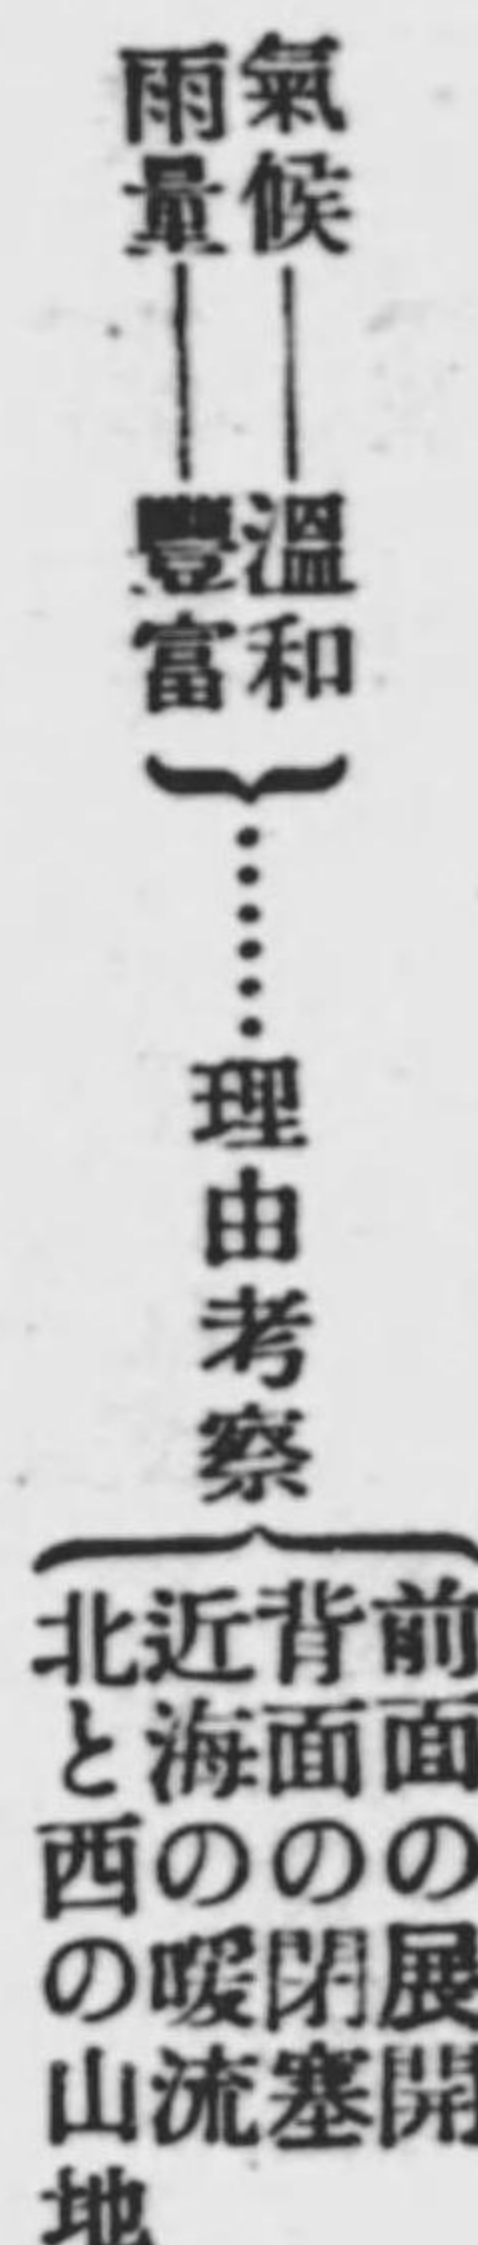 氣候――溫和
雨量――豐富
……理由考察
前面の展開
背面の閉塞
近海の暖流
北と西の山地